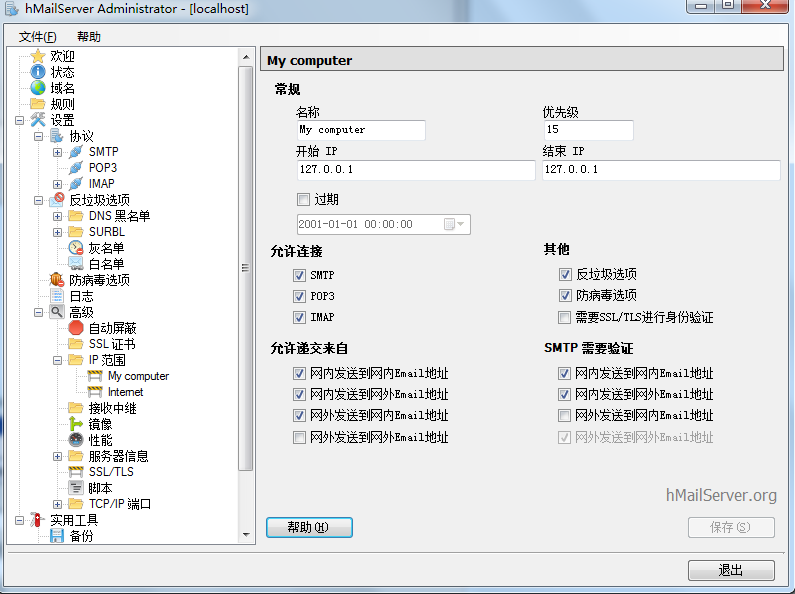 hMailServer Administrator - [localhost]
文件(F) 帮助
欢迎
状态
域名
规则
设置
协议
SMTP
POP3
IMAP
反垃圾选项
DNS 黑名单
SURBL
灰名单
白名单
防病毒选项
日志
高级
自动屏蔽
SSL 证书
IP 范围
My computer
Internet
接收中继
镜像
性能
服务器信息
SSL/TLS
脚本
TCP/IP 端口
实用工具
备份
My computer
常规
名称
My computer
优先级
15
开始 IP
127.0.0.1
结束 IP
127.0.0.1
过期
2001-01-01 00:00:00
允许连接
SMTP
POP3
IMAP
其他
反垃圾选项
防病毒选项
需要SSL/TLS进行身份验证
允许递交来自
网内发送到网内Email地址
网内发送到网外Email地址
网外发送到网内Email地址
网外发送到网外Email地址
SMTP 需要验证
网内发送到网内Email地址
网内发送到网外Email地址
网外发送到网内Email地址
网外发送到网外Email地址
hMailServer.org
帮助(H)
保存(S)
退出